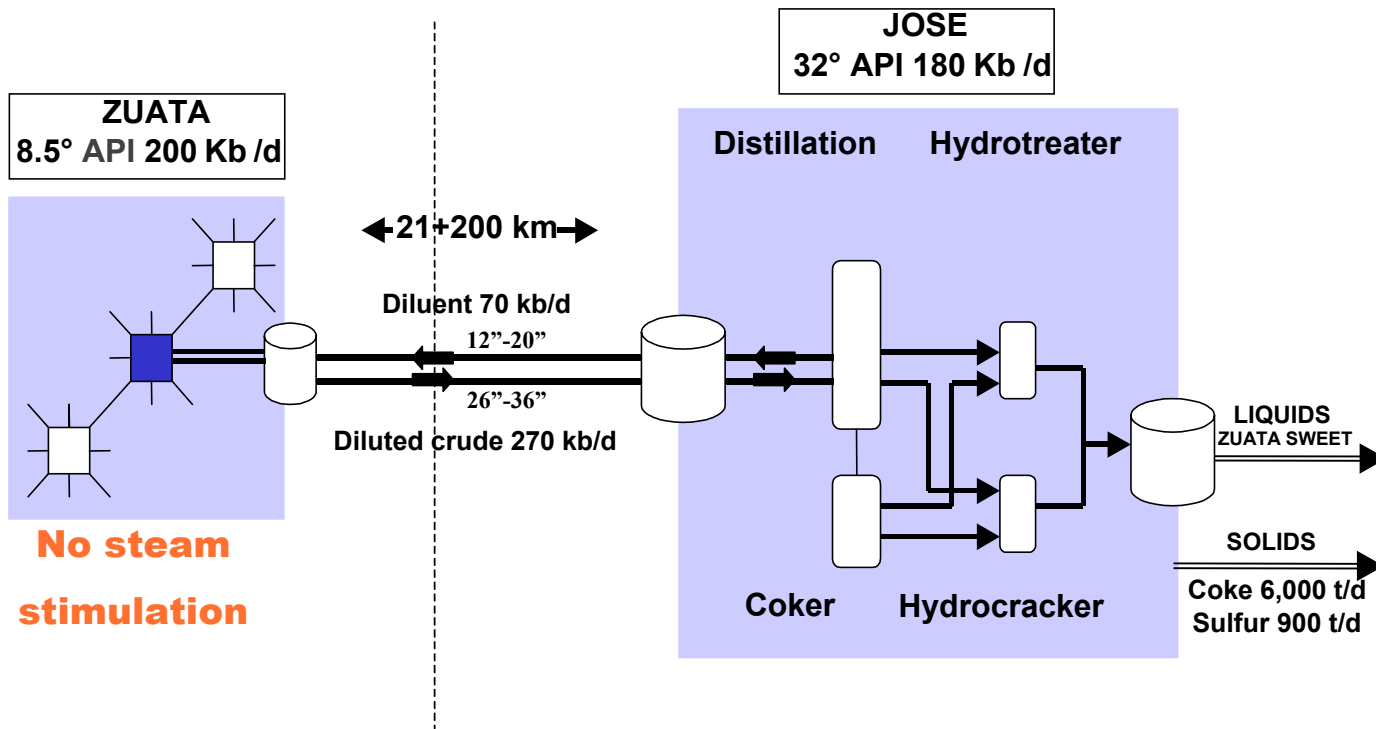 JOSE
32° API 180 Kb /d
ZUATA
8.5° API 200 Kb /d
Distillation
Hydrotreater
21+200 km
Diluent 70 kb/d
12”-20”
26”-36”
Diluted crude 270 kb/d
LIQUIDS
ZUATA SWEET
No steam
stimulation
SOLIDS
Coke 6,000 t/d
Sulfur 900 t/d
Coker
Hydrocracker